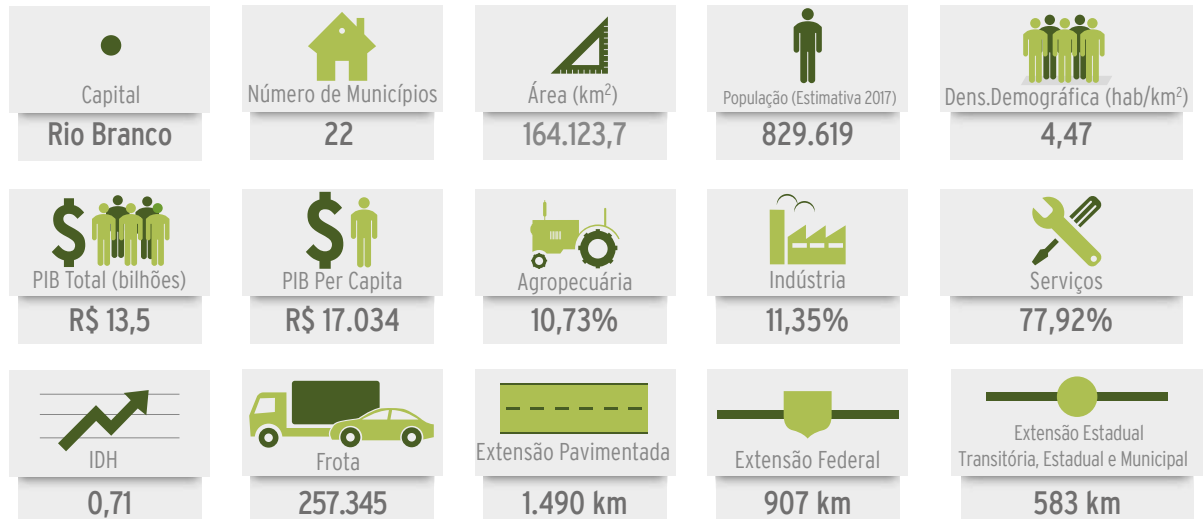 Capital
Rio Branco
Número de Municípios
22
Área (km²)
164.123,7
População (Estimativa 2017)
829.619
Dens.Demográfica (hab/km²)
4,47
$
PIB Total (bilhões)
R$ 13,5
$
PIB Per Capita
R$ 17.034
Agropecuária
10,73%
Indústria
11,35%
Serviços
77,92%
IDH
0,71
Frota
257.345
Extensão Pavimentada
1.490 km
Extensão Federal
907 km
Extensão Estadual
Transitória, Estadual e Municipal
583 km